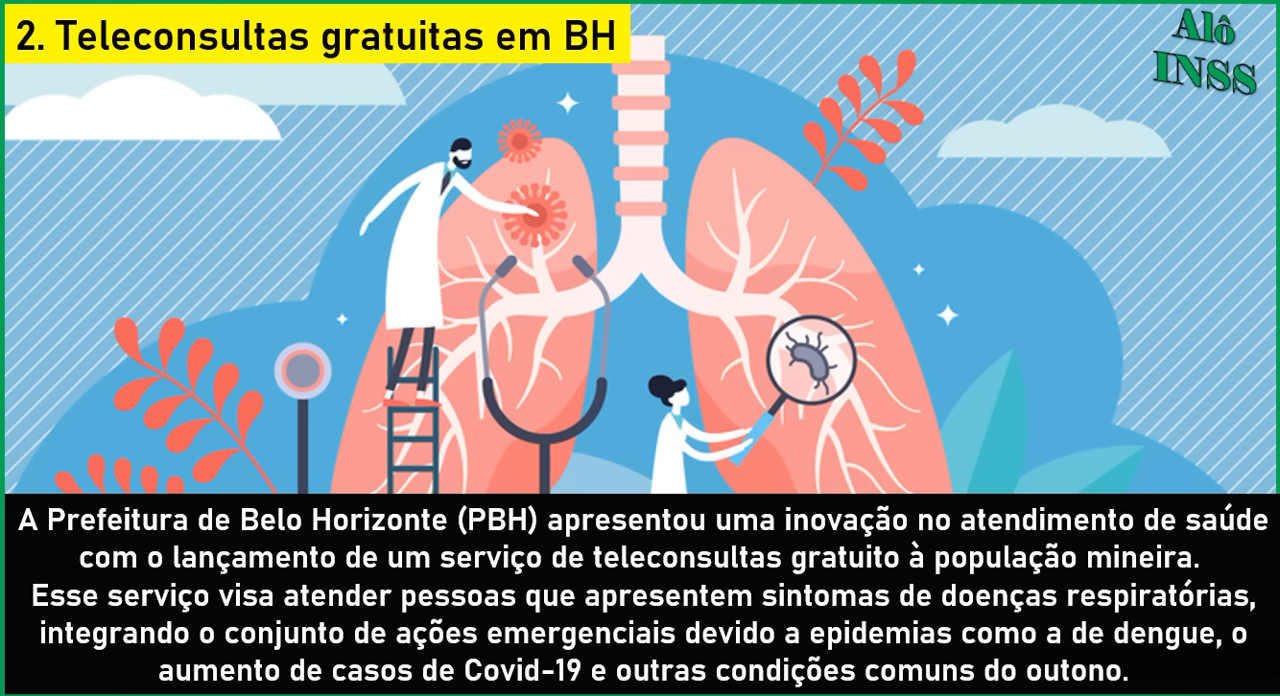 2. Teleconsultas gratuitas em BH
Alô
INSS
A Prefeitura de Belo Horizonte (PBH) apresentou uma inovação no atendimento de saúde
com o lançamento de um serviço de teleconsultas gratuito à população mineira.
Esse serviço visa atender pessoas que apresentem sintomas de doenças respiratórias,
integrando o conjunto de ações emergenciais devido a epidemias como a de dengue, o
aumento de casos de Covid-19 e outras condições comuns do outono.